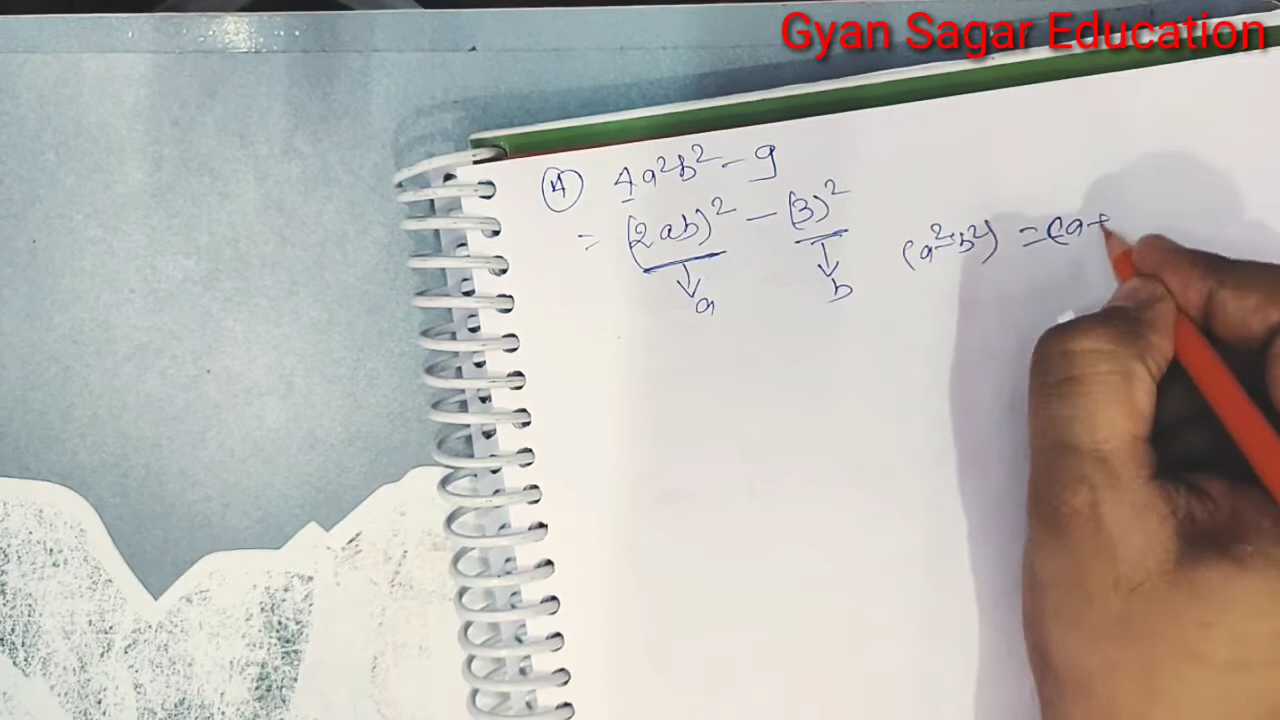 Gyan Sagar Education
④ 4a²b² - 9
= (2ab)² - (3)² (a²-b²) = (a+
a b